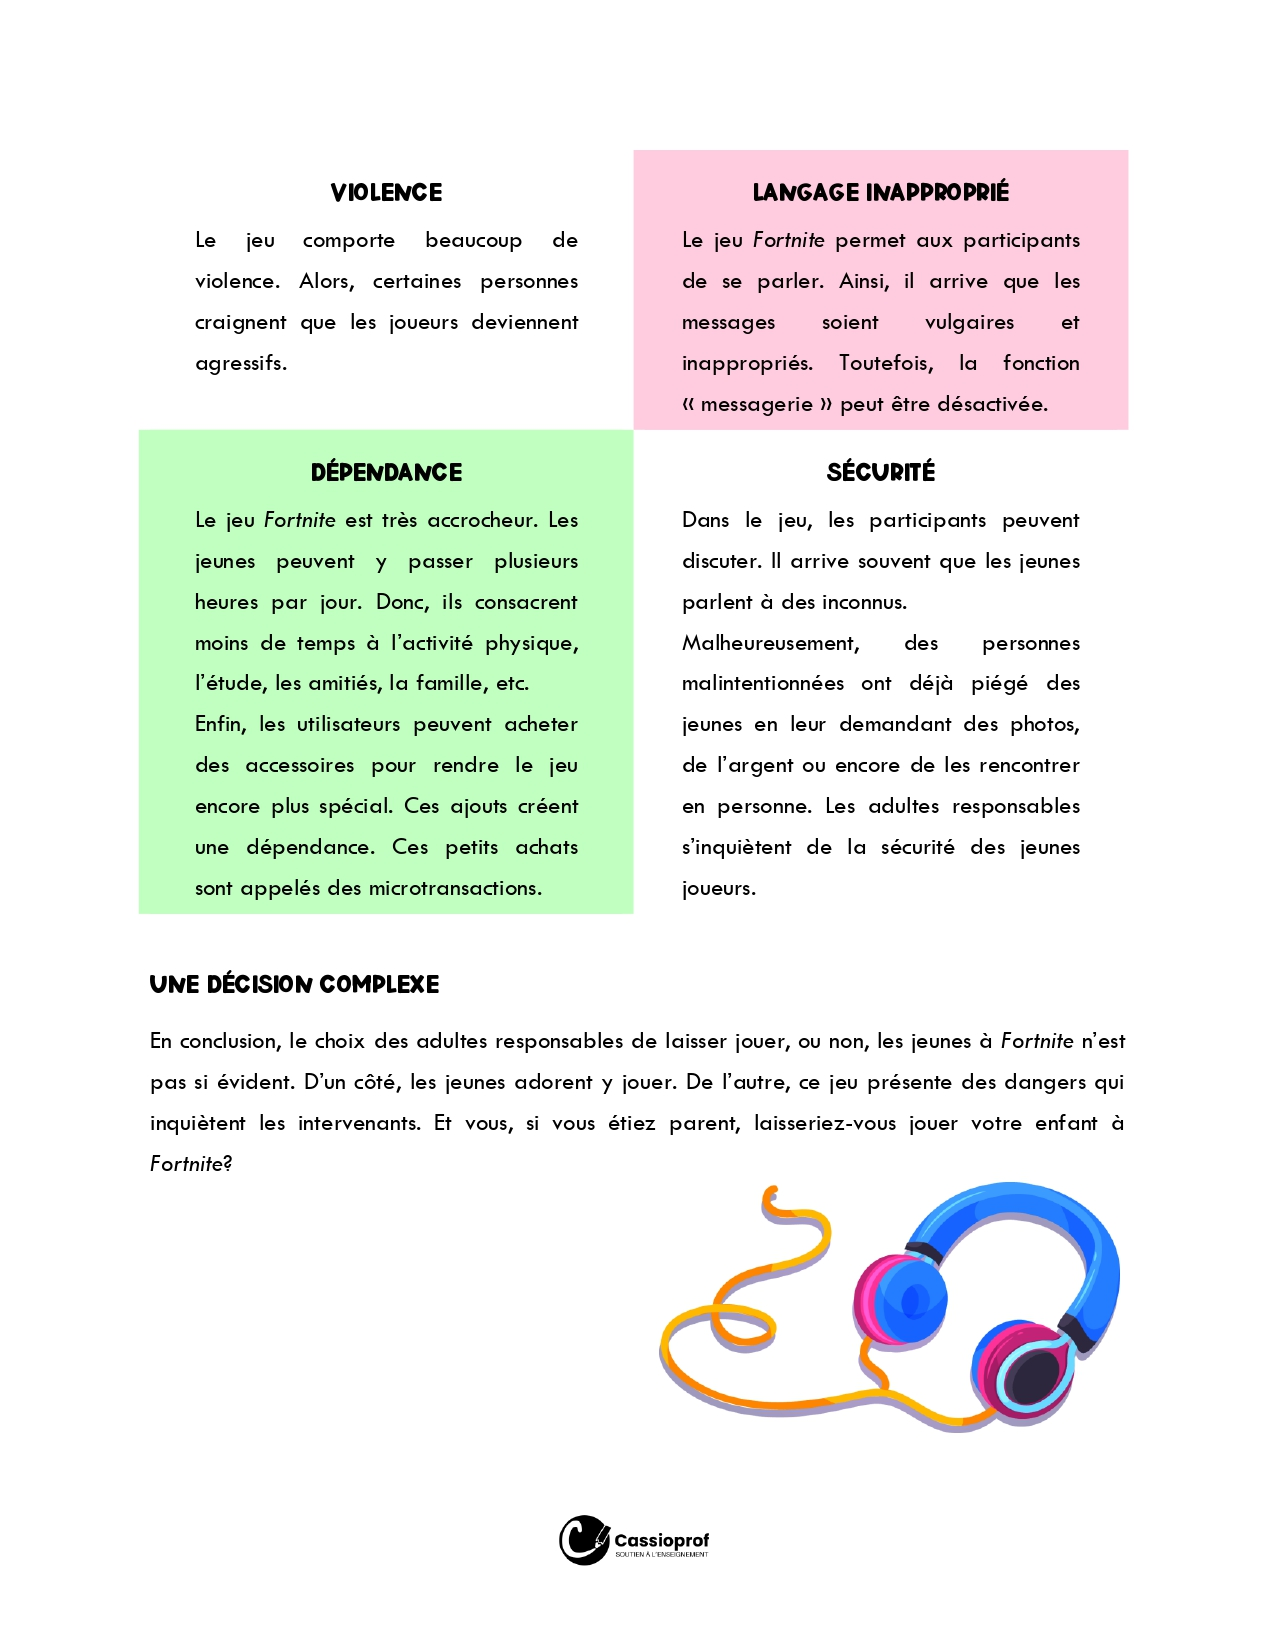 VIOLENCE
Le jeu comporte beaucoup de
violence. Alors, certaines personnes
craignent que les joueurs deviennent
agressifs.
LANGAGE INAPPROPRIÉ
Le jeu Fortnite permet aux participants
de se parler. Ainsi, il arrive que les
messages soient vulgaires et
inappropriés. Toutefois, la fonction
« messagerie » peut être désactivée.
DÉPENDANCE
Le jeu Fortnite est très accrocheur. Les
jeunes peuvent y passer plusieurs
heures par jour. Donc, ils consacrent
moins de temps à l’activité physique,
l’étude, les amitiés, la famille, etc.
Enfin, les utilisateurs peuvent acheter
des accessoires pour rendre le jeu
encore plus spécial. Ces ajouts créent
une dépendance. Ces petits achats
sont appelés des microtransactions.
SÉCURITÉ
Dans le jeu, les participants peuvent
discuter. Il arrive souvent que les jeunes
parlent à des inconnus.
Malheureusement, des personnes
malintentionnées ont déjà piégé des
jeunes en leur demandant des photos,
de l’argent ou encore de les rencontrer
en personne. Les adultes responsables
s’inquiètent de la sécurité des jeunes
joueurs.
UNE DÉCISION COMPLEXE
En conclusion, le choix des adultes responsables de laisser jouer, ou non, les jeunes à Fortnite n’est
pas si évident. D’un côté, les jeunes adorent y jouer. De l’autre, ce jeu présente des dangers qui
inquiètent les intervenants. Et vous, si vous étiez parent, laisseriez-vous jouer votre enfant à
Fortnite?
Cassioprof
SOUTIEN À L'ENSEIGNEMENT